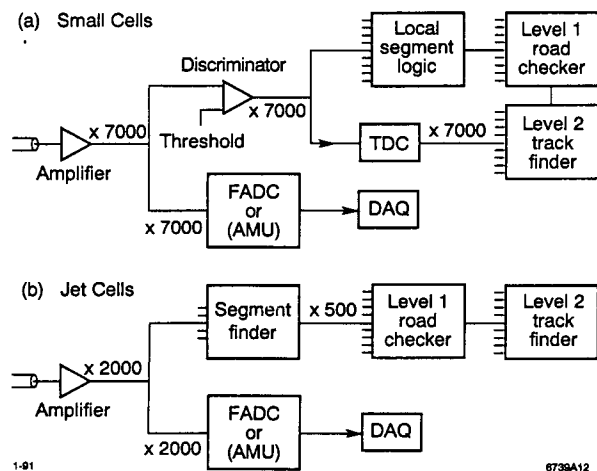 (a) Small Cells
Discriminator
Local
segment
logic
Level 1
road
checker
x 7000
x 7000
Threshold
Amplifier
TDC
x 7000
Level 2
track
finder
x 7000
FADC
or
(AMU)
DAQ
(b) Jet Cells
Segment
finder
x 500
Level 1
road
checker
Level 2
track
finder
x 2000
Amplifier
x 2000
FADC
or
(AMU)
DAQ
1-91
6739A12